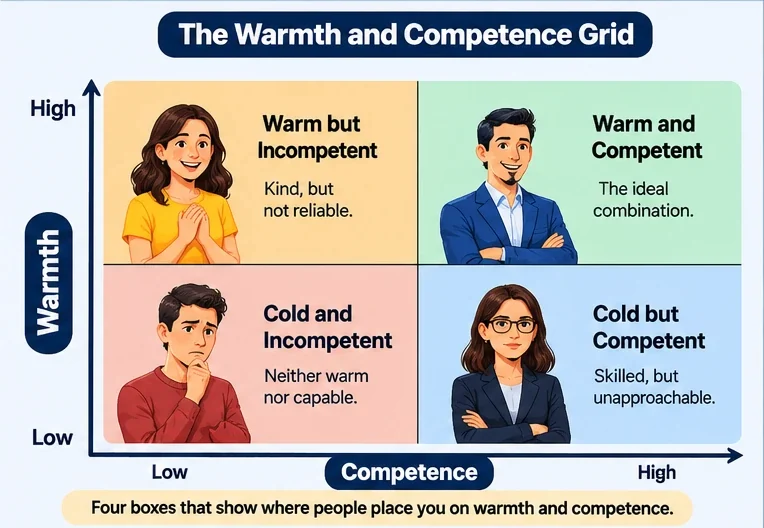 The Warmth and Competence Grid
High
Warm but
Incompetent
Kind, but
not reliable.
Warm and
Competent
The ideal
combination.
Warmth
Cold and
Incompetent
Neither warm
nor capable.
Cold but
Competent
Skilled, but
unapproachable.
Low
Low
Competence
High
Four boxes that show where people place you on warmth and competence.